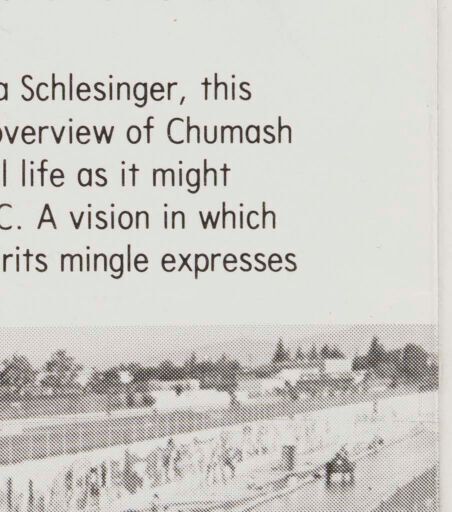 a Schlesinger, this
overview of Chumash
l life as it might
C. A vision in which
rits mingle expresses